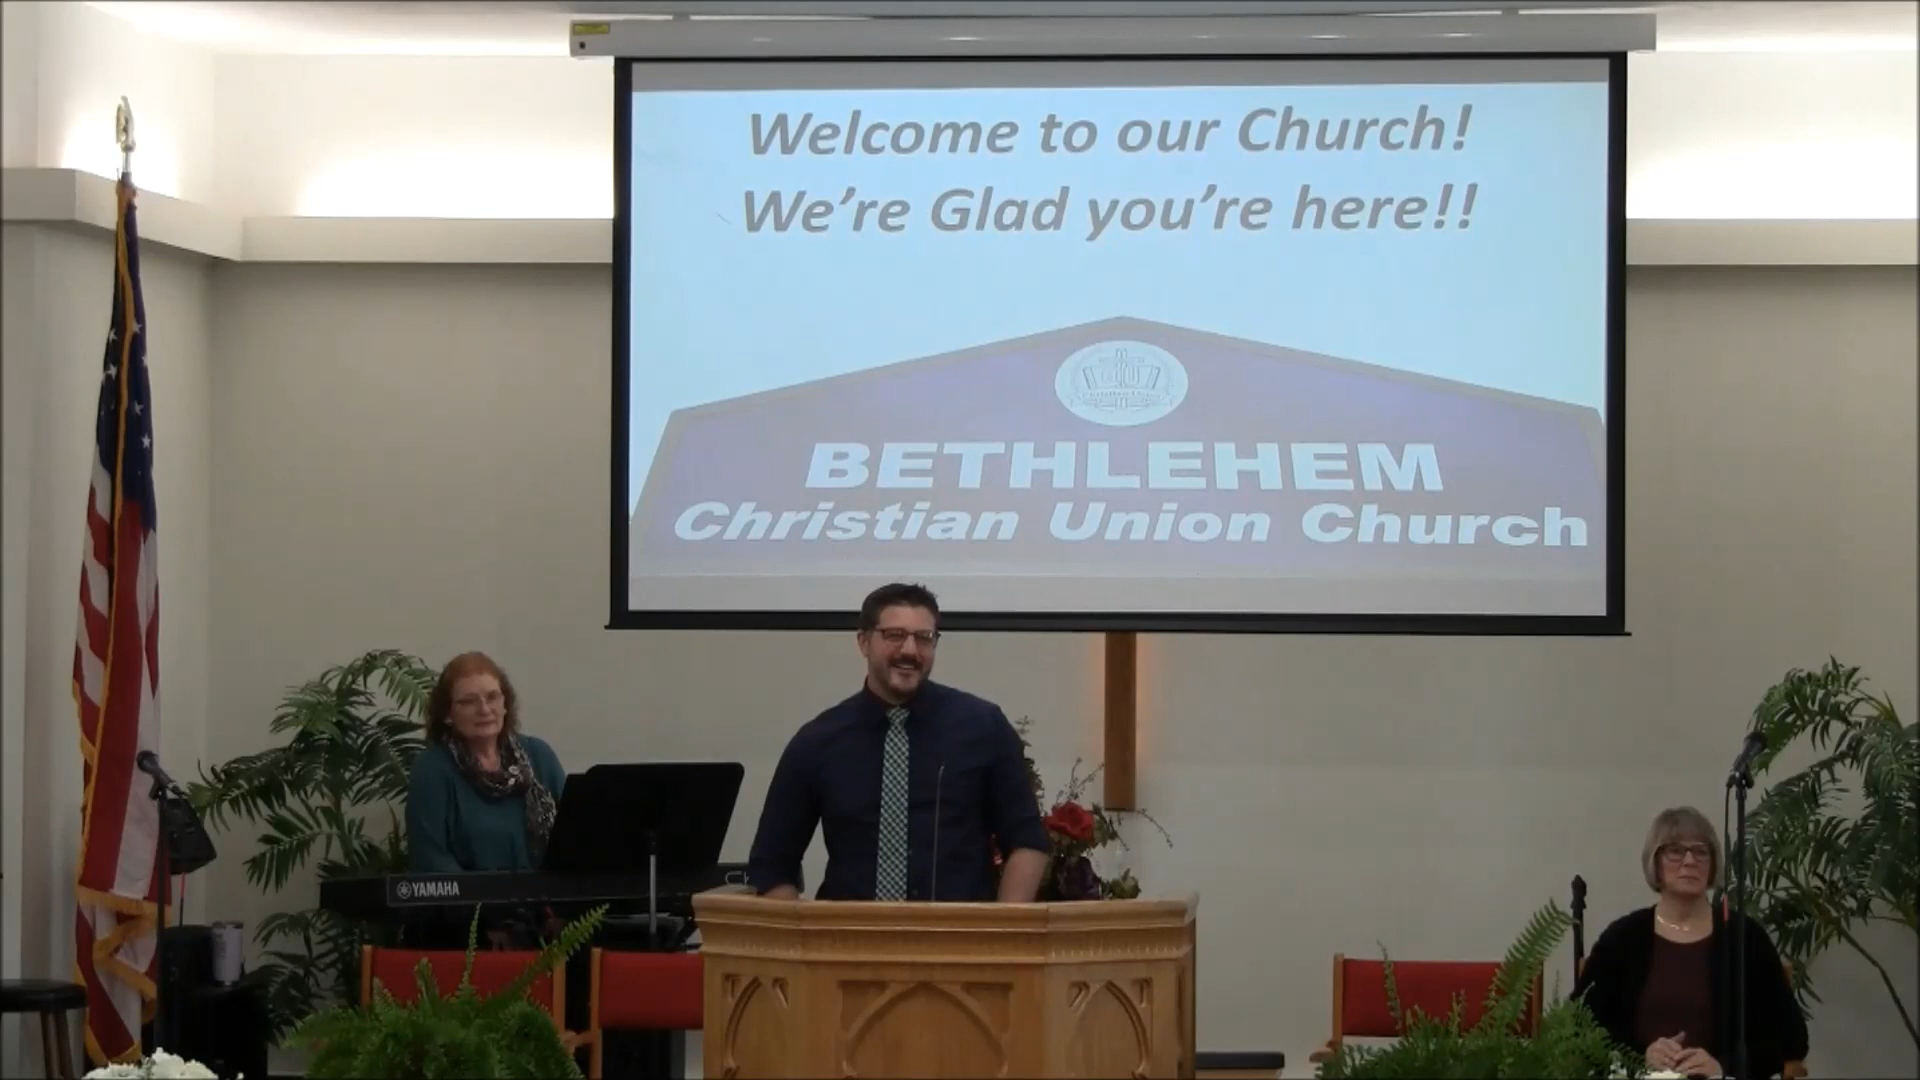 Welcome to our Church!
We're Glad you're here!!
BETHLEHEM
Christian Union Church
YAMAHA